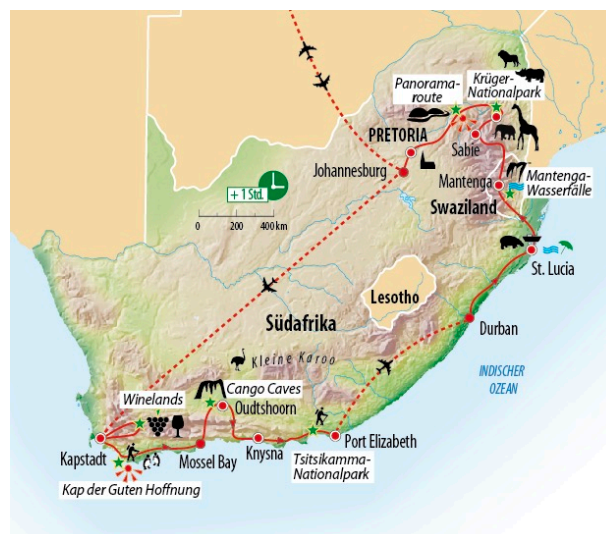 Panorama-
route
Krüger-
Nationalpark
PRETORIA
Sabie
Johannesburg
Mantenga
Mantenga-
Wasserfälle
+ 1 Std.
Swaziland
0 200 400 km
St. Lucia
Lesotho
Südafrika
Durban
Kleine Karoo
INDISCHER
OZEAN
Winelands
Cango Caves
Oudtshoorn
Kapstadt
Mossel Bay
Knysna
Port Elizabeth
Tsitsikamma-
Nationalpark
Kap der Guten Hoffnung